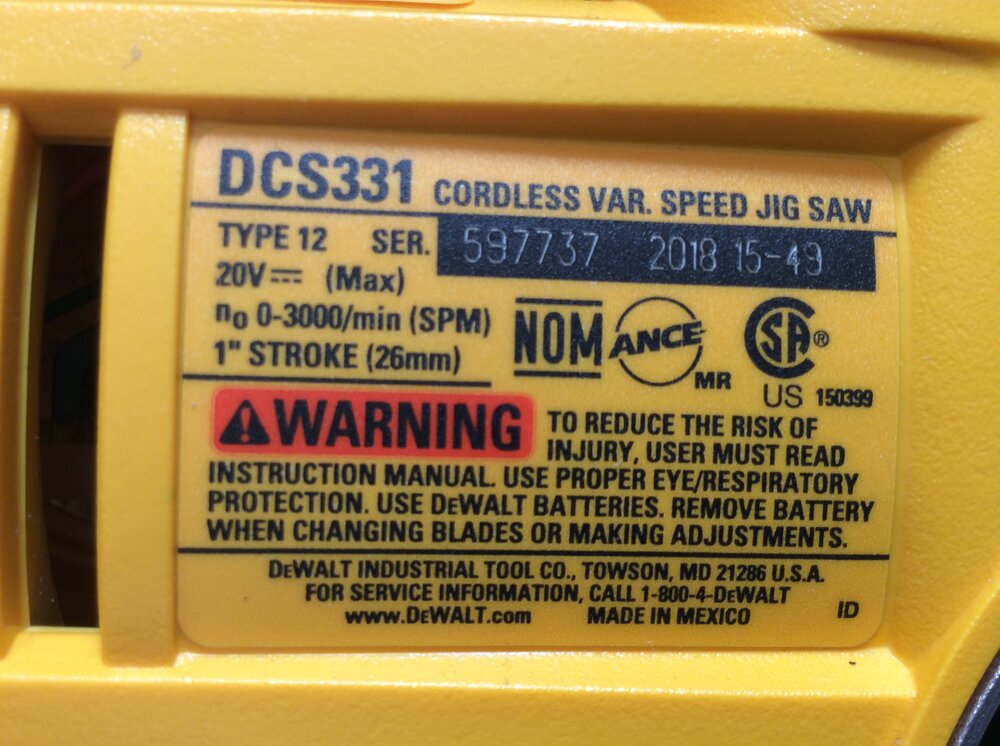 DCS331 CORDLESS VAR. SPEED JIG SAW
TYPE 12 SER. 597737 2018 15-49
20V⎓ (Max)
n₀ 0-3000/min (SPM)
1" STROKE (26mm)
NOM ANCE MR
SA®
US 150399
⚠WARNING TO REDUCE THE RISK OF
INJURY, USER MUST READ
INSTRUCTION MANUAL. USE PROPER EYE/RESPIRATORY
PROTECTION. USE DEWALT BATTERIES. REMOVE BATTERY
WHEN CHANGING BLADES OR MAKING ADJUSTMENTS.
DEWALT INDUSTRIAL TOOL CO., TOWSON, MD 21286 U.S.A.
FOR SERVICE INFORMATION, CALL 1-800-4-DEWALT
www.DEWALT.com MADE IN MEXICO ID